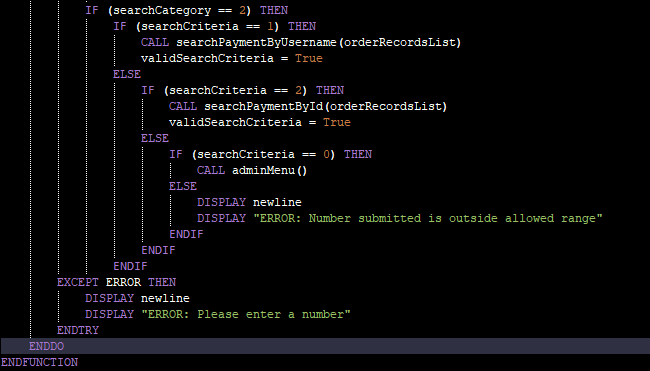 IF (searchCategory == 2) THEN
IF (searchCriteria == 1) THEN
CALL searchPaymentByUsername(orderRecordsList)
validSearchCriteria = True
ELSE
IF (searchCriteria == 2) THEN
CALL searchPaymentById(orderRecordsList)
validSearchCriteria = True
ELSE
IF (searchCriteria == 0) THEN
CALL adminMenu()
ELSE
DISPLAY newline
DISPLAY "ERROR: Number submitted is outside allowed range"
ENDIF
ENDIF
ENDIF
EXCEPT ERROR THEN
DISPLAY newline
DISPLAY "ERROR: Please enter a number"
ENDTRY
ENDDO
ENDFUNCTION